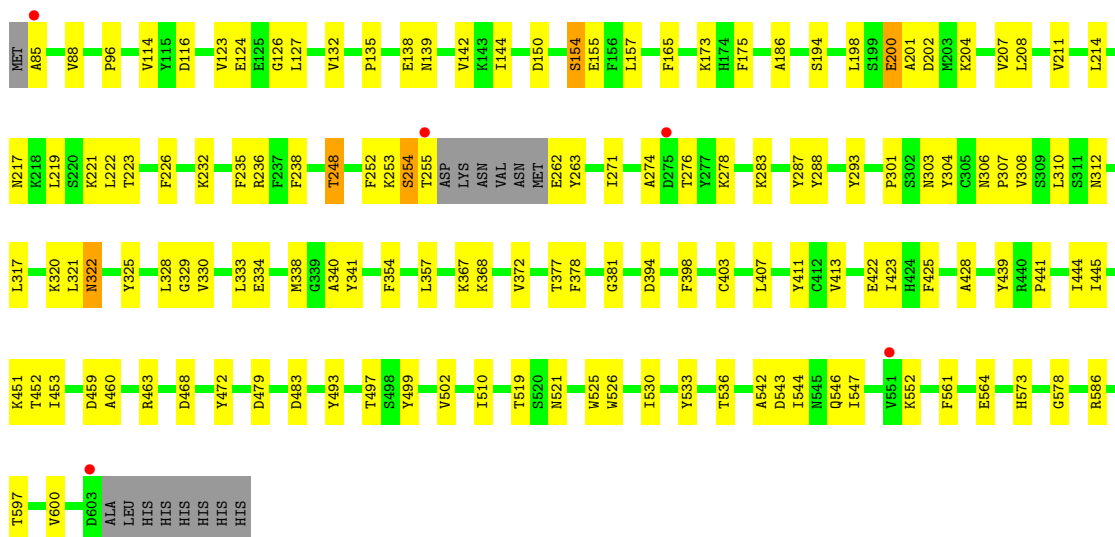 MET A85 V88 P96 V114 Y115 D116 V123 E124 E125 G126 L127 V132 P135 E138 N139 V142 K143 I144 D150 S154 E155 F156 L157 F165 K173 H174 F175 A186 S194 L198 S199 E200 A201 D202 M203 K204 V207 L208 V211 L214
N217 K218 L219 S220 K221 L222 T223 F226 K232 F235 R236 F237 F238 T248 F252 K253 S254 T255 ASP LYS ASN VAL ASN MET E262 Y263 I271 A274 D275 T276 Y277 K278 K283 Y287 Y288 Y293 P301 S302 N303 Y304 C305 N306 P307 V308 S309 L310 S311 N312
L317 K320 L321 N322 Y325 L328 G329 V330 L333 E334 M338 G339 A340 Y341 F354 L357 K367 K368 V372 T377 F378 G381 D394 F398 C403 L407 Y411 C412 V413 E422 I423 H424 F425 A428 Y439 R440 P441 I444 I445
K451 T452 I453 D459 A460 R463 D468 Y472 D479 D483 Y493 T497 S498 Y499 V502 I510 T519 S520 N521 W525 W526 I530 Y533 T536 A542 D543 I544 N545 Q546 I547 V551 K552 F561 E564 H573 G578 R586
T597 V600 D603 ALA LEU HIS HIS HIS HIS HIS HIS